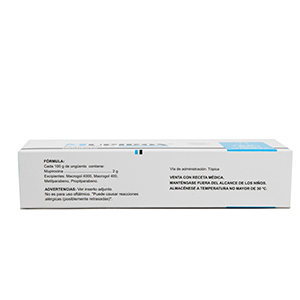 FÓRMULA:
Cada 100 g de ungüento contiene:
Mupirocina 2 g
Excipientes: Macrogol 4000, Macrogol 400,
Metilparabeno, Propilparabeno.
ADVERTENCIAS: Ver inserto adjunto.
No es para uso oftálmico. "Puede causar reacciones
alérgicas (posiblemente retrasadas)"
Vía de administración: Tópica
VENTA CON RECETA MÉDICA.
MANTÉNGASE FUERA DEL ALCANCE DE LOS NIÑOS.
ALMACÉNESE A TEMPERATURA NO MAYOR DE 30 °C.